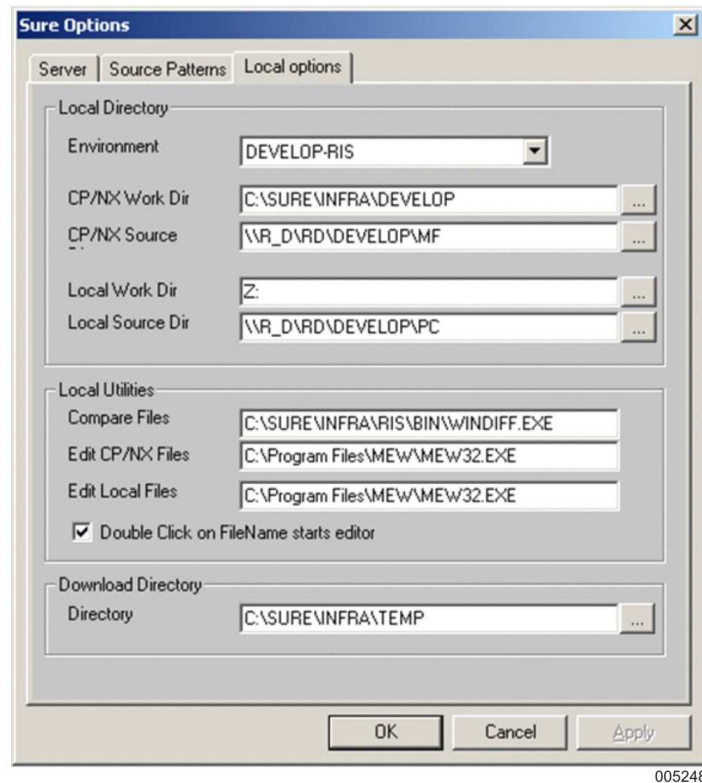 Sure Options
Server Source Patterns Local options
Local Directory
Environment DEVELOP-RIS
CP/NX Work Dir C:\SURE\INFRA\DEVELOP ...
CP/NX Source \\R_D\RD\DEVELOP\MF ...
Local Work Dir Z: ...
Local Source Dir \\R_D\RD\DEVELOP\PC ...
Local Utilities
Compare Files C:\SURE\INFRA\RIS\BIN\WINDIFF.EXE
Edit CP/NX Files C:\Program Files\MEW\MEW32.EXE
Edit Local Files C:\Program Files\MEW\MEW32.EXE
Double Click on FileName starts editor
Download Directory
Directory C:\SURE\INFRA\TEMP ...
OK Cancel Apply
005248